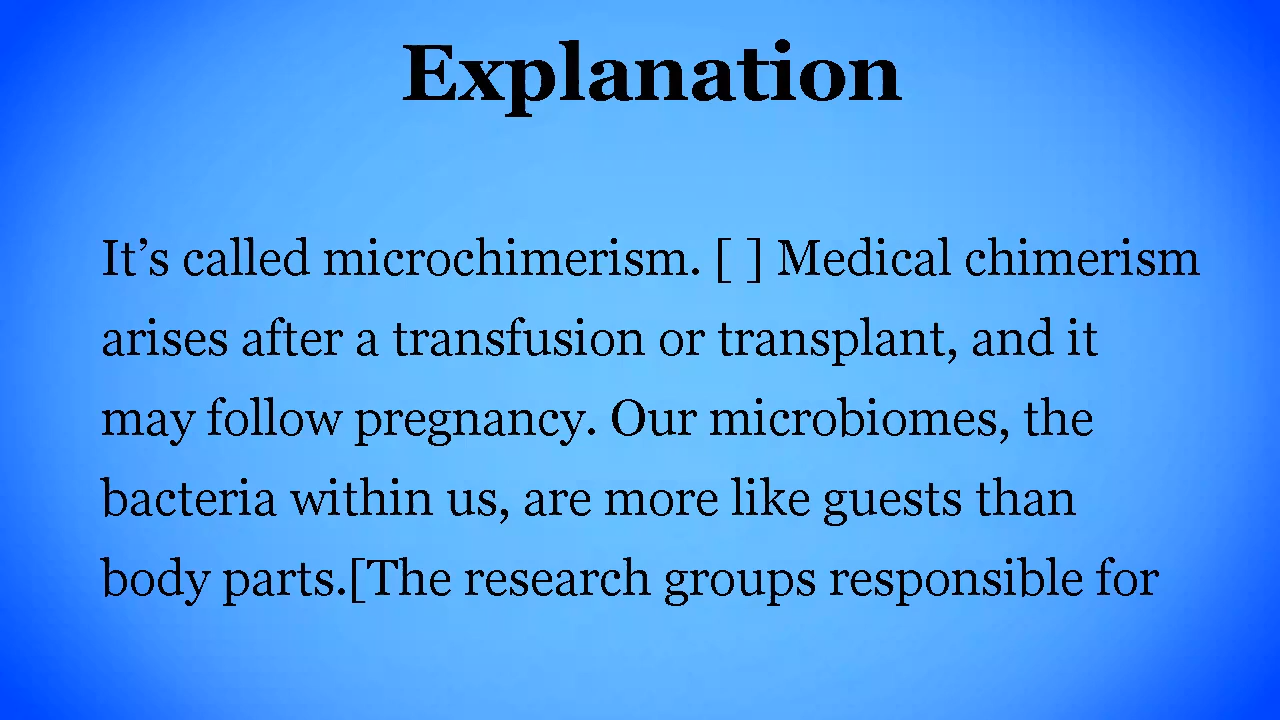 Explanation
It’s called microchimerism. [ ] Medical chimerism
arises after a transfusion or transplant, and it
may follow pregnancy. Our microbiomes, the
bacteria within us, are more like guests than
body parts.[The research groups responsible for